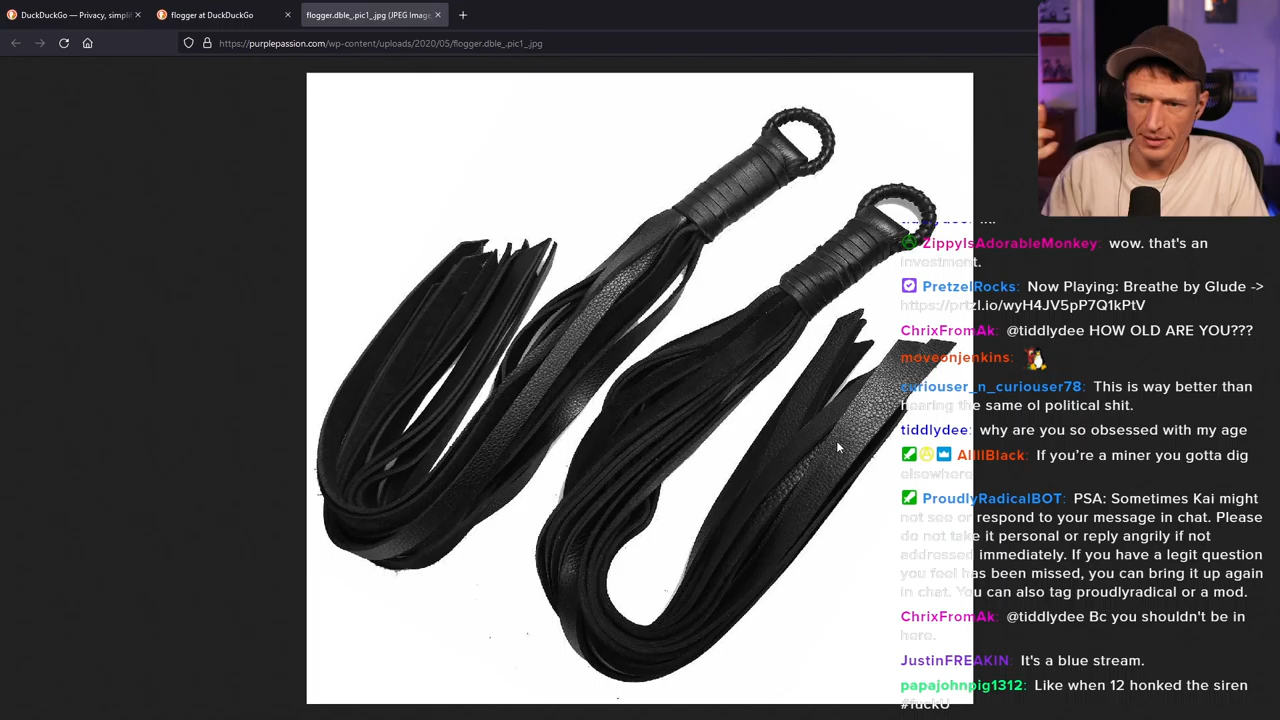 DuckDuckGo — Privacy, simplif
flogger at DuckDuckGo
flogger.dble_.pic1_.jpg (JPEG Image,
https://purplepassion.com/wp-content/uploads/2020/05/flogger.dble_.pic1_.jpg
ZippyIsAdorableMonkey: wow. that's an
investment.
PretzelRocks: Now Playing: Breathe by Glude ->
https://prtzl.io/wyH4JV5pP7Q1kPtV
ChrixFromAk: @tiddlydee HOW OLD ARE YOU???
moveonjenkins:
curiouser_n_curiouser78: This is way better than
hearing the same ol political shit.
tiddlydee: why are you so obsessed with my age
AllllBlack: If you're a miner you gotta dig
elsewhere
ProudlyRadicalBOT: PSA: Sometimes Kai might
not see or respond to your message in chat. Please
do not take it personal or reply angrily if not
addressed immediately. If you have a legit question
you feel has been missed, you can bring it up again
in chat. You can also tag proudlyradical or a mod.
ChrixFromAk: @tiddlydee Bc you shouldn't be in
here.
JustinFREAKIN: It's a blue stream.
papajohnpig1312: Like when 12 honked the siren
#fuckU